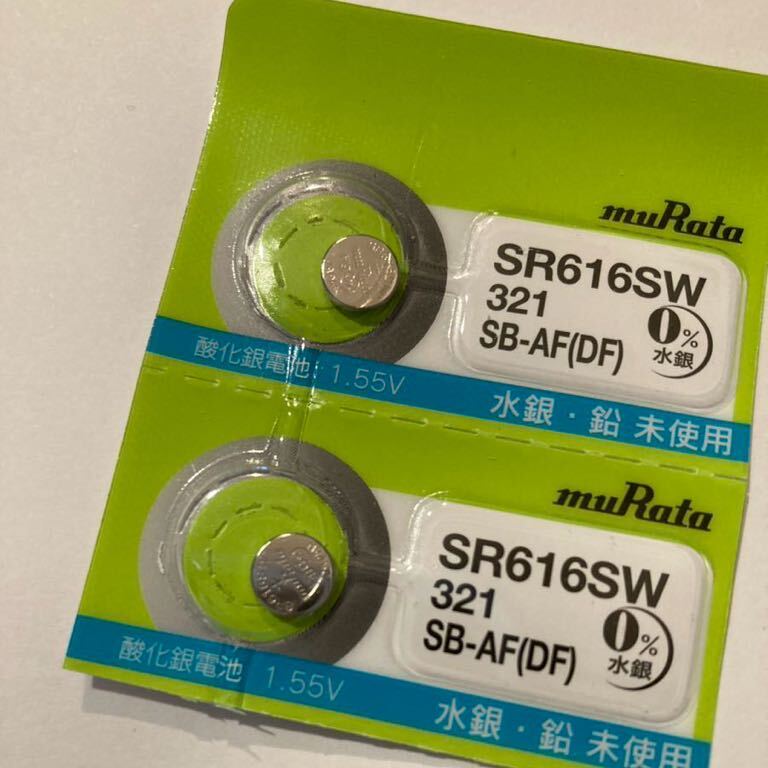 muRata
SR616SW
321
SB-AF(DF)
0%
水銀
酸化銀電池 1.55V
水銀・鉛 未使用
muRata
SR616SW
321
SB-AF(DF)
0%
水銀
酸化銀電池 1.55V
水銀・鉛 未使用